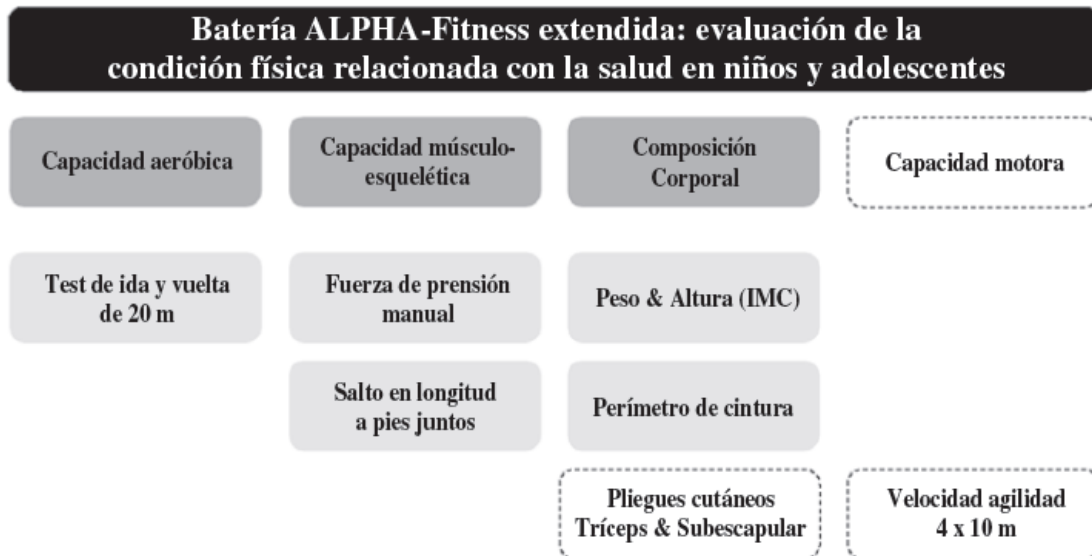 Batería ALPHA-Fitness extendida: evaluación de la
condición física relacionada con la salud en niños y adolescentes
Capacidad aeróbica
Capacidad músculo-
esquelética
Composición
Corporal
Capacidad motora
Test de ida y vuelta
de 20 m
Fuerza de prensión
manual
Peso & Altura (IMC)
Salto en longitud
a pies juntos
Perímetro de cintura
Pliegues cutáneos
Tríceps & Subescapular
Velocidad agilidad
4 x 10 m